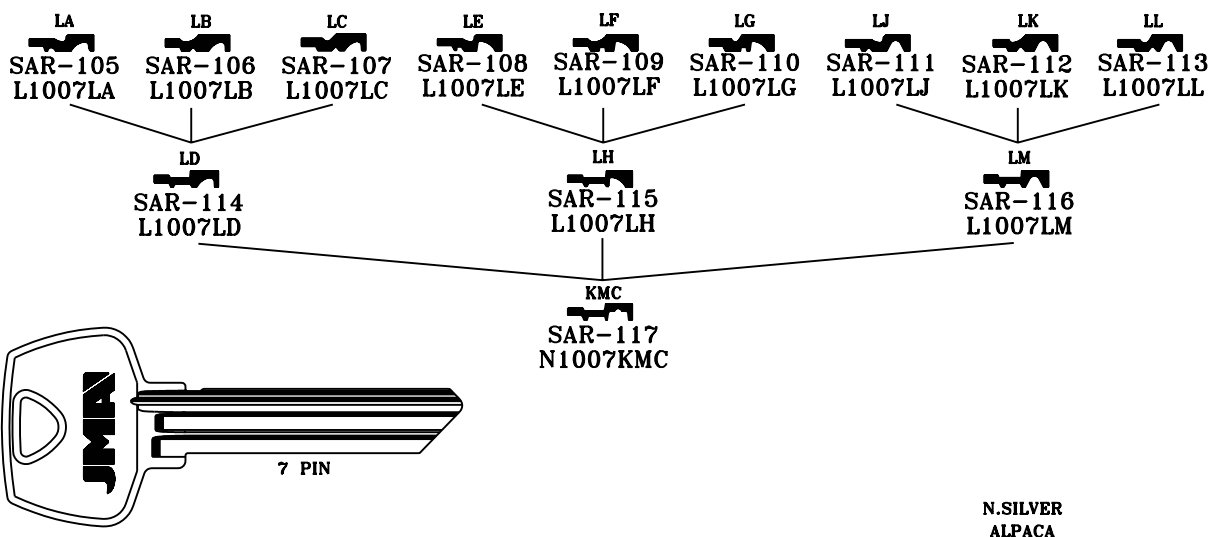 LA LB LC LE LF LG LJ LK LL
SAR-105 SAR-106 SAR-107 SAR-108 SAR-109 SAR-110 SAR-111 SAR-112 SAR-113
L1007LA L1007LB L1007LC L1007LE L1007LF L1007LG L1007LJ L1007LK L1007LL
LD LH LM
SAR-114 SAR-115 SAR-116
L1007LD L1007LH L1007LM
KMC
SAR-117
N1007KMC
JMA
7 PIN
N.SILVER
ALPACA